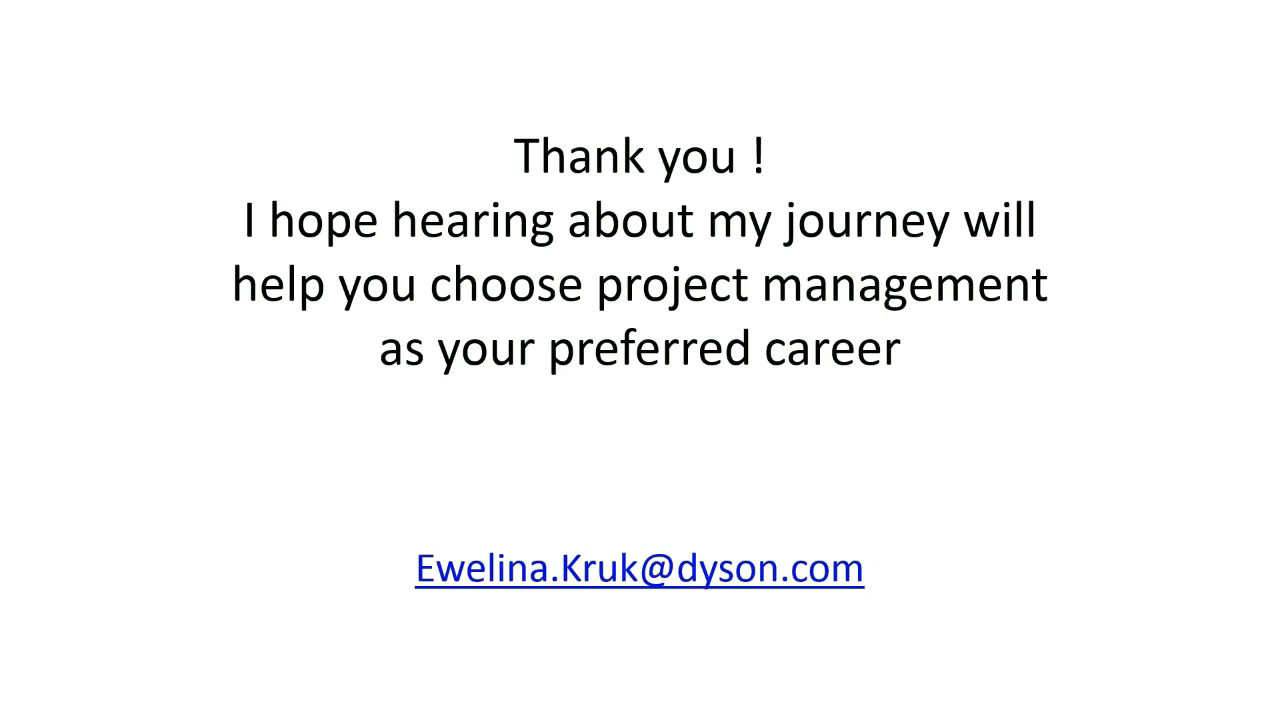 Thank you !
I hope hearing about my journey will
help you choose project management
as your preferred career
Ewelina.Kruk@dyson.com